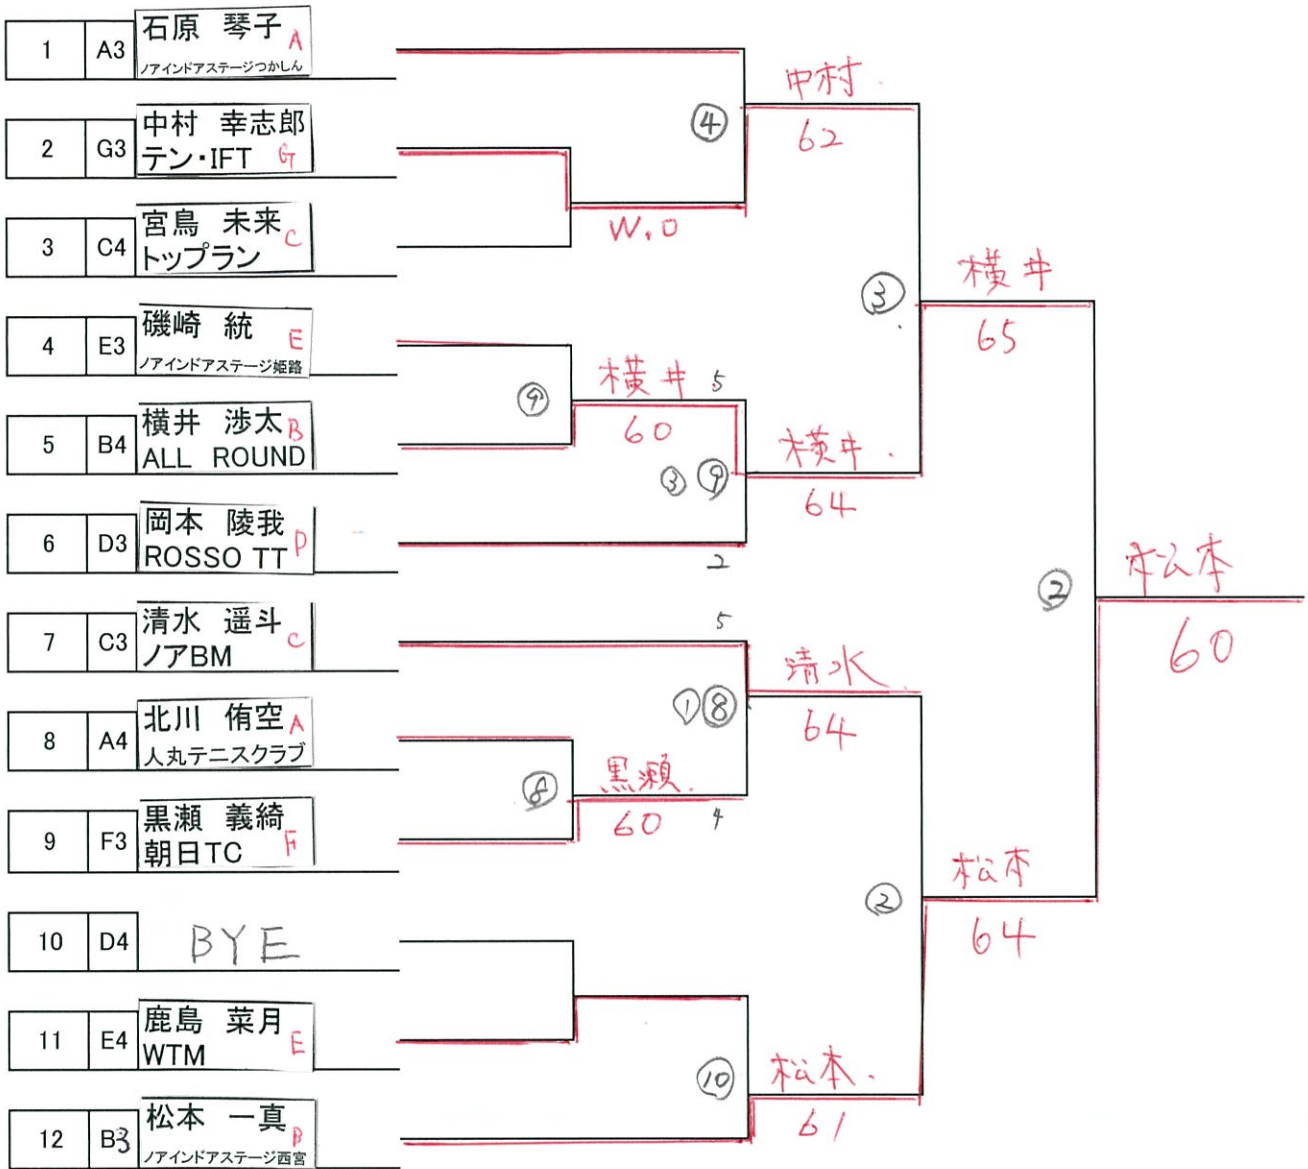 1 A3 石原 琴子 A
ノアインドアステージつかしん
2 G3 中村 幸志郎
テン・IFT G
3 C4 宮鳥 未来 C
トップラン
4 E3 磯崎 統 E
ノアインドアステージ姫路
5 B4 横井 渉太 B
ALL ROUND
6 D3 岡本 陵我 D
ROSSO TT
7 C3 清水 遥斗 C
ノアBM
8 A4 北川 侑空 A
人丸テニスクラブ
9 F3 黒瀬 義綺
朝日TC F
10 D4 BYE
11 E4 鹿島 菜月
WTM E
12 B3 松本 一真 B
ノアインドアステージ西宮
W.O
⑨
横井 5
60
⑧
黒瀬
60 4
④
中村
62
③ ⑨
横井
64
2
5
① ⑧
清水
64
⑩
松本
61
③
横井
65
②
松本
64
②
松本
60